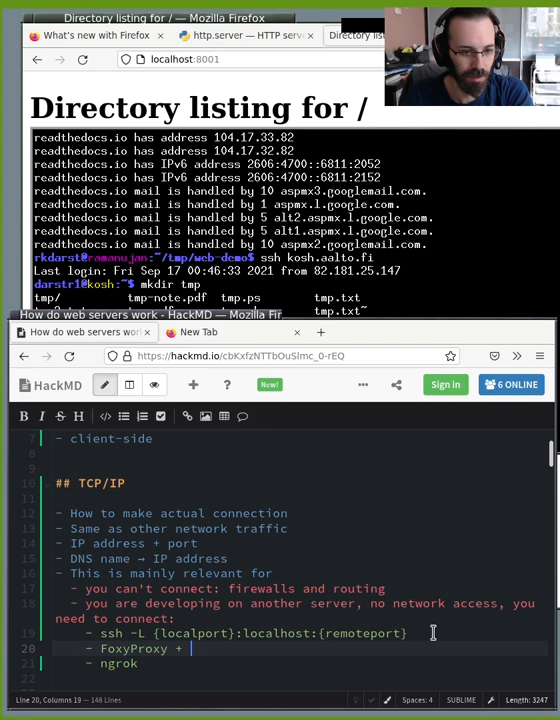 Directory listing for / — Mozilla Firefox
What's new with Firefox × http.server — HTTP serv × Directory list
localhost:8001
Directory listing for /
readthedocs.io has address 104.17.33.82
readthedocs.io has address 104.17.32.82
readthedocs.io has IPv6 address 2606:4700::6811:2052
readthedocs.io has IPv6 address 2606:4700::6811:2152
readthedocs.io mail is handled by 10 aspmx3.googlemail.com.
readthedocs.io mail is handled by 1 aspmx.l.google.com.
readthedocs.io mail is handled by 5 alt2.aspmx.l.google.com.
readthedocs.io mail is handled by 5 alt1.aspmx.l.google.com.
readthedocs.io mail is handled by 10 aspmx2.googlemail.com.
rkdarst@ramanujan:~/tmp/web-demo$ ssh kosh.aalto.fi
Last login: Fri Sep 17 00:46:33 2021 from 82.181.25.147
darstr1@kosh:~$ mkdir tmp
tmp/ tmp-note.pdf tmp.ps tmp.txt
tmp.txt~
How do web servers work - HackMD — Mozilla Fir
How do web servers wor × New Tab × +
https://hackmd.io/cbKxfzNTTbOuSlmc_0-rEQ
HackMD + ? New! ••• Sign in 6 ONLINE
B I S H </>
7 - client-side
8
9
10 ## TCP/IP
11
12 - How to make actual connection
13 - Same as other network traffic
14 - IP address + port
15 - DNS name → IP address
16 - This is mainly relevant for
17 - you can't connect: firewalls and routing
18 - you are developing on another server, no network access, you
need to connect:
19 - ssh -L {localport}:localhost:{remoteport}
20 - FoxyProxy +
21 - ngrok
22
Line 20, Columns 19 — 148 Lines Spaces: 4 SUBLIME Length: 3247